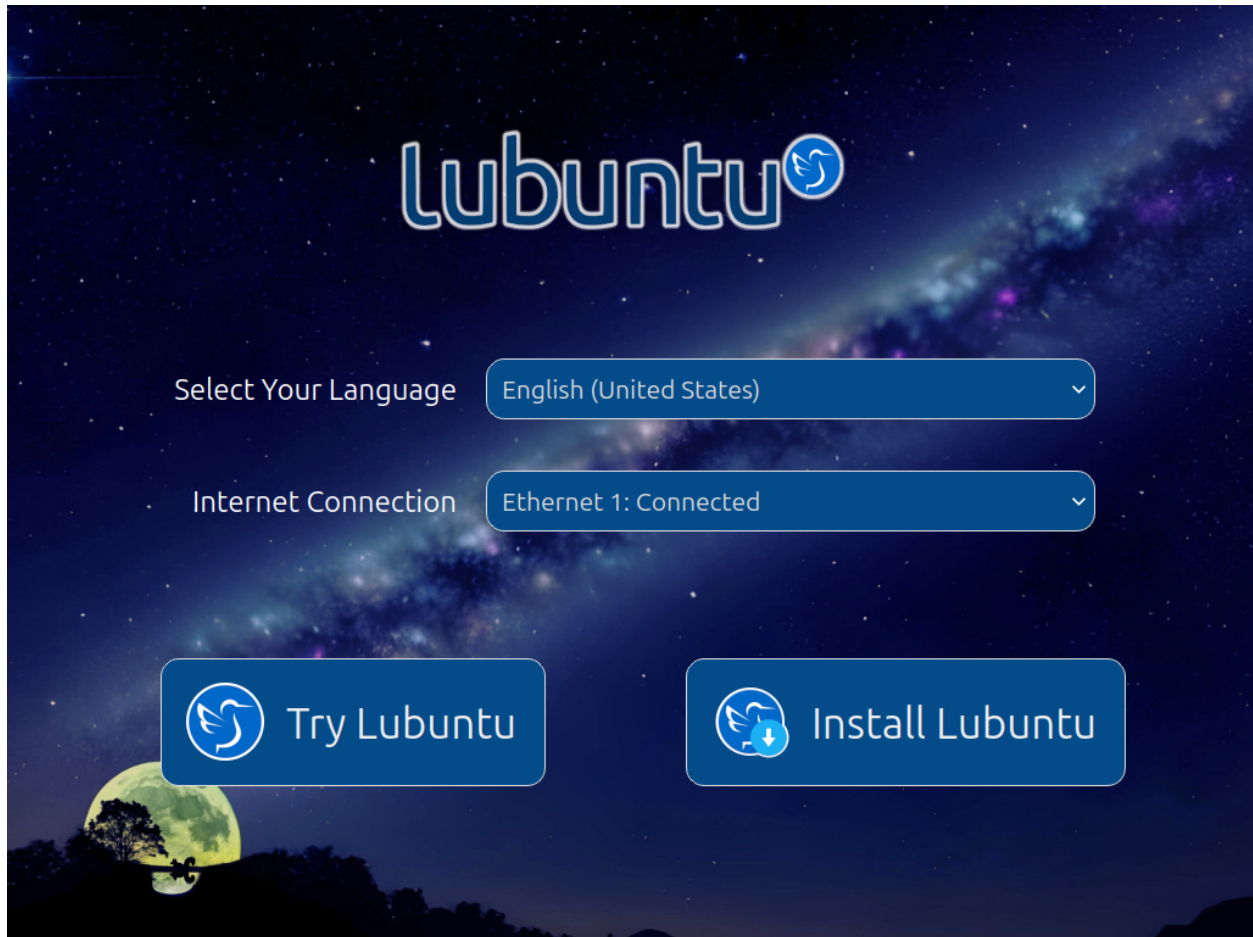 lubuntu
Select Your Language
English (United States)
Internet Connection
Ethernet 1: Connected
Try Lubuntu
Install Lubuntu